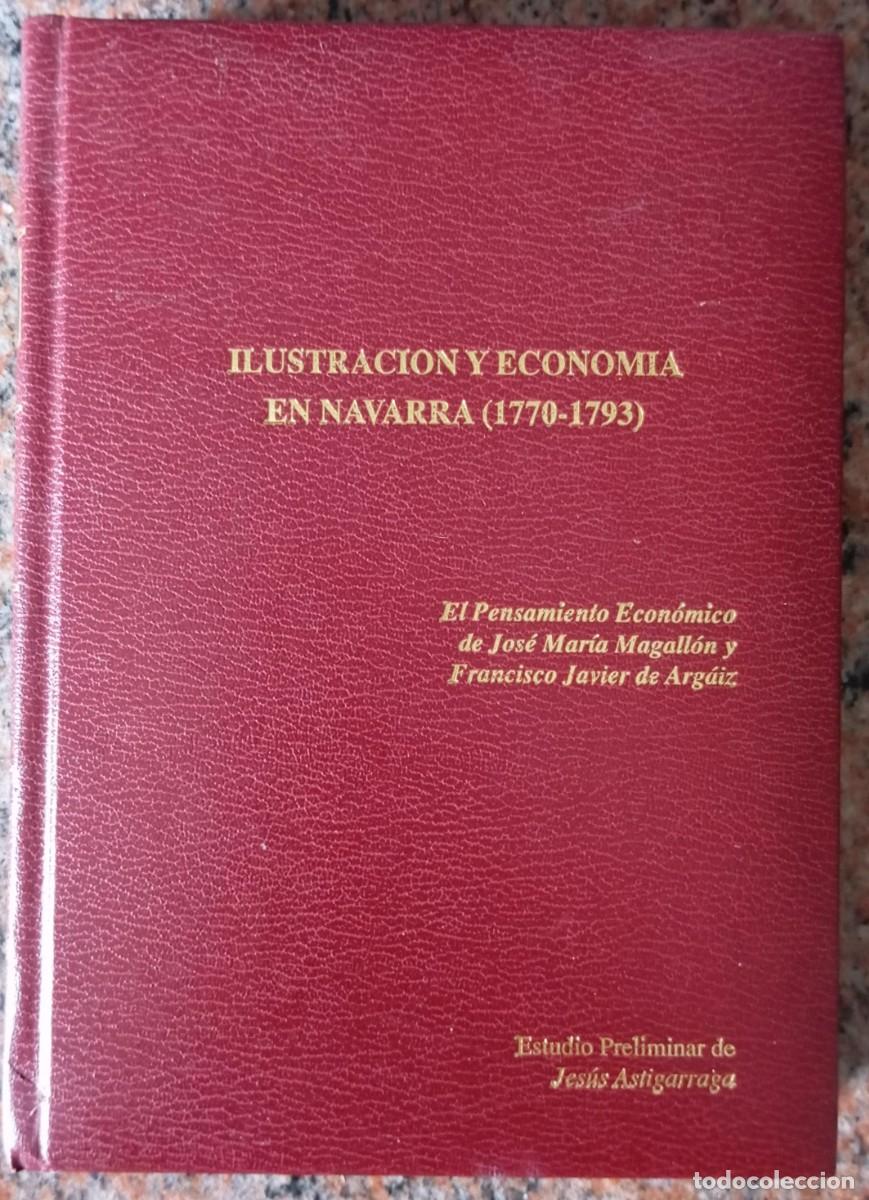 ILUSTRACION Y ECONOMIA
EN NAVARRA (1770-1793)
El Pensamiento Económico
de José María Magallón y
Francisco Javier de Argáiz
Estudio Preliminar de
Jesús Astigarraga
todocoleccion